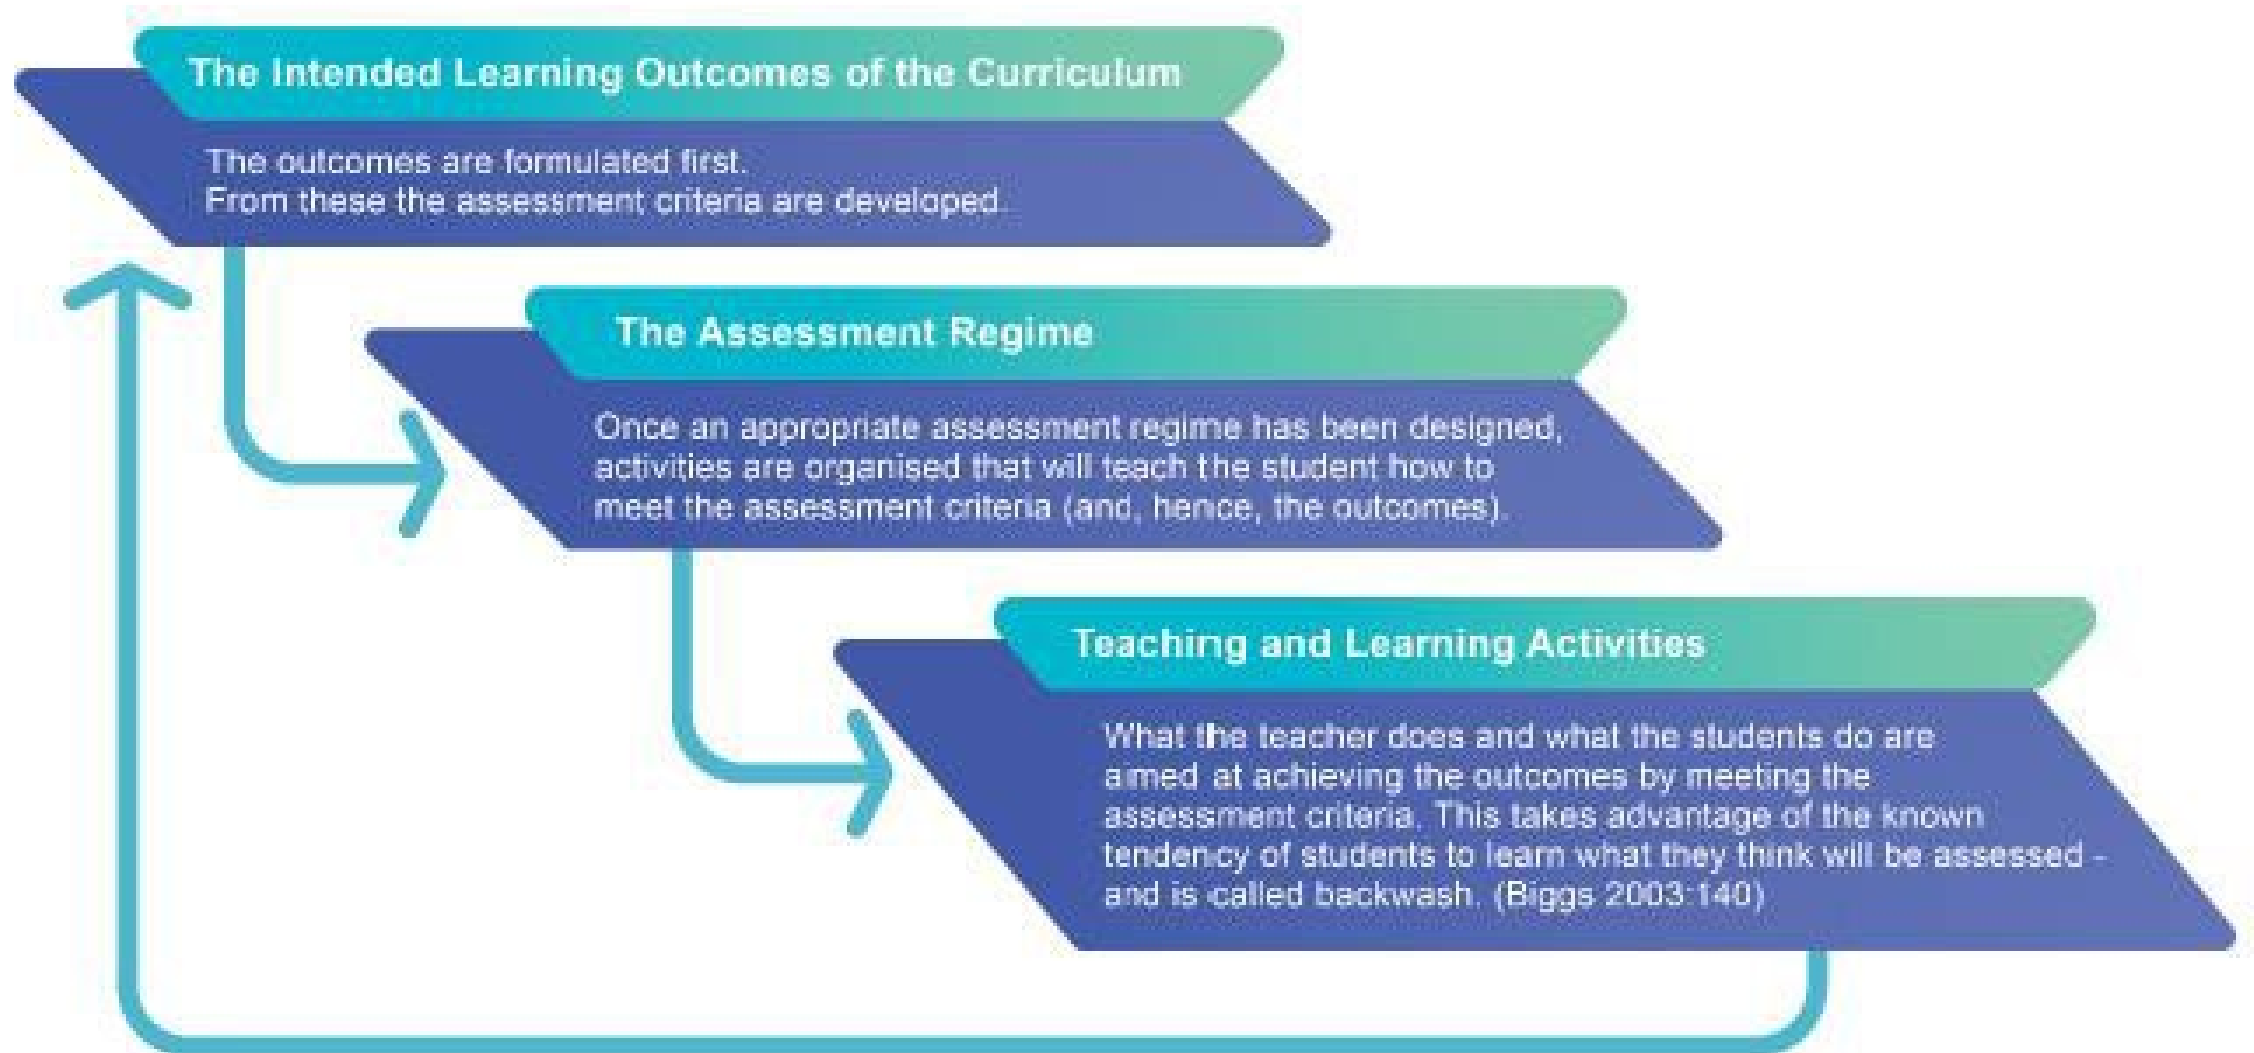 The Intended Learning Outcomes of the Curriculum
The outcomes are formulated first.
From these the assessment criteria are developed.
The Assessment Regime
Once an appropriate assessment regime has been designed,
activities are organised that will teach the student how to
meet the assessment criteria (and, hence, the outcomes).
Teaching and Learning Activities
What the teacher does and what the students do are
aimed at achieving the outcomes by meeting the
assessment criteria. This takes advantage of the known
tendency of students to learn what they think will be assessed -
and is called backwash. (Biggs 2003:140)